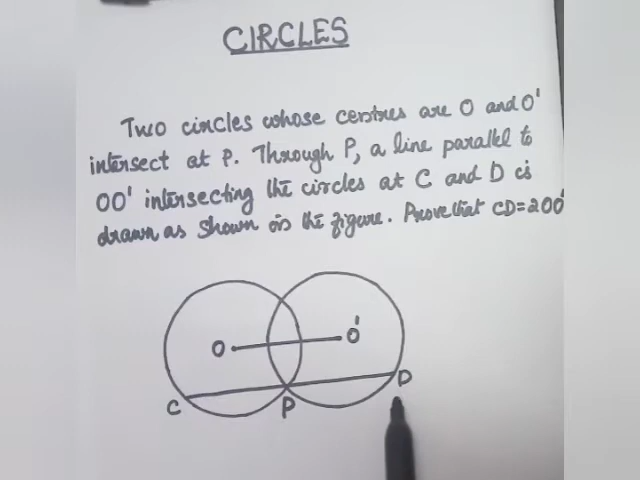 CIRCLES
Two circles whose centres are O and O'
intersect at P. Through P, a line parallel to
OO' intersecting the circles at C and D is
drawn as shown in the figure. Prove that CD=2OO'
O O'
C P D